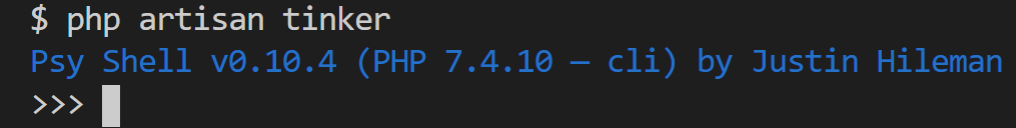 $ php artisan tinker
Psy Shell v0.10.4 (PHP 7.4.10 — cli) by Justin Hileman
>>>